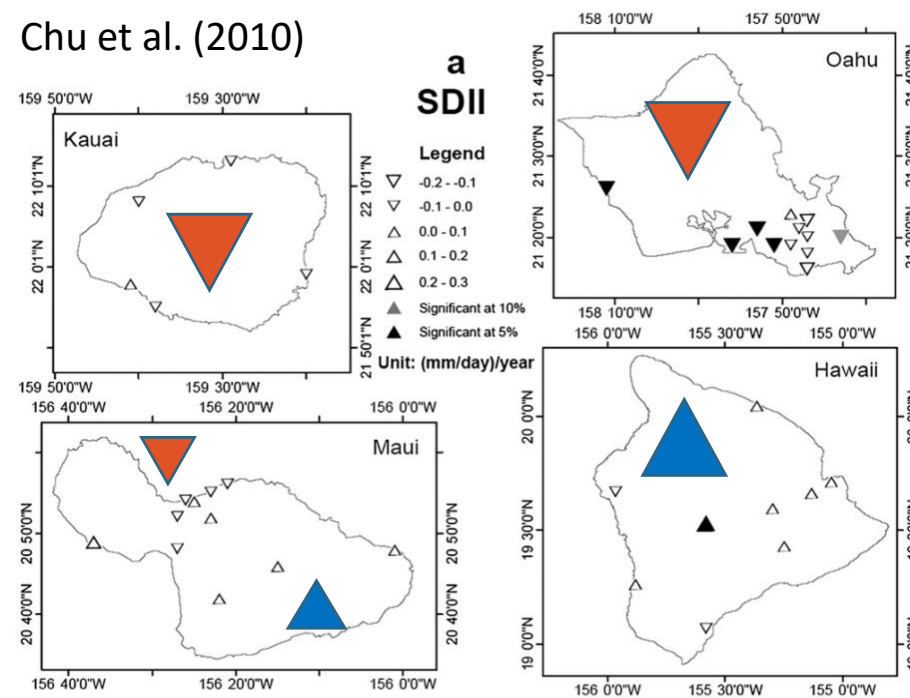 Chu et al. (2010)
a
SDII
Legend
-0.2 - -0.1
-0.1 - 0.0
0.0 - 0.1
0.1 - 0.2
0.2 - 0.3
Significant at 10%
Significant at 5%
Unit: (mm/day)/year
159 50'0"W 159 30'0"W
Kauai
22 10'1"N
22 0'1"N
22 10'1"N
22 0'1"N
21 50'1"N
159 50'0"W 159 30'0"W
158 10'0"W 157 50'0"W
Oahu
21 40'0"N
21 30'0"N
21 20'0"N
158 10'0"W 157 50'0"W
156 40'0"W 156 20'0"W 156 0'0"W
Maui
20 50'0"N
20 40'0"N
20 50'0"N
20 40'0"N
156 40'0"W 156 20'0"W 156 0'0"W
156 0'0"W 155 30'0"W 155 0'0"W
Hawaii
20 0'0"N
19 30'0"N
19 0'0"N
156 0'0"W 155 30'0"W 155 0'0"W